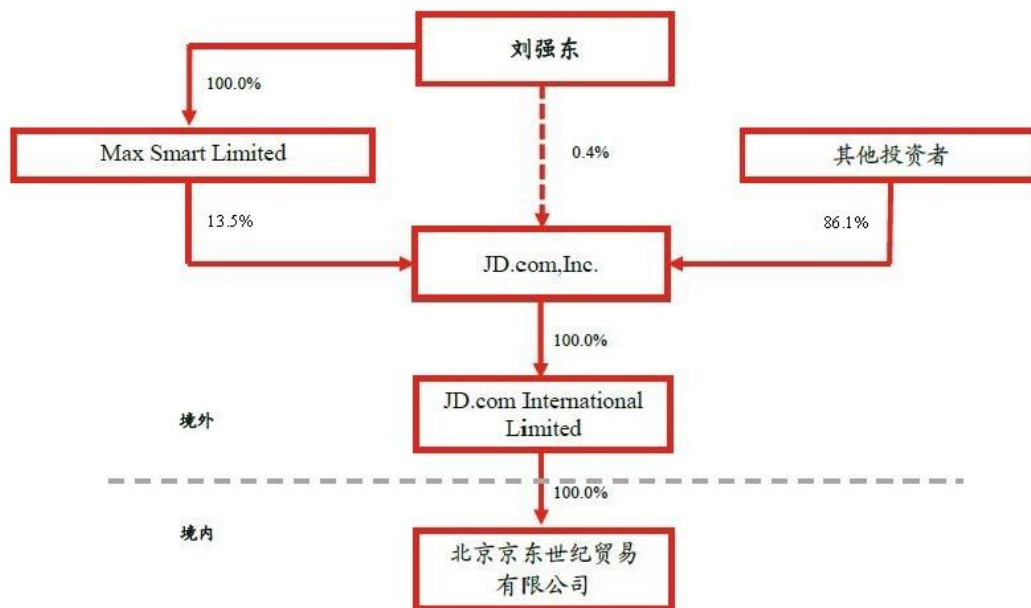 刘强东
100.0%
Max Smart Limited
0.4%
其他投资者
13.5%
86.1%
JD.com,Inc.
100.0%
JD.com International
Limited
境外
100.0%
境内
北京京东世纪贸易
有限公司